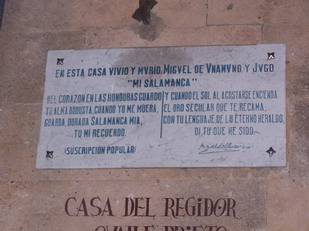 EN ESTA CASA VIVIO Y MVRIO MIGVEL DE VNAMVNO Y JVGO
"MI SALAMANCA"
DEL CORAZON EN LAS HONDURAS GUARDO
TU ALMA ROBUSTA; CUANDO YO ME MUERA
GUARDA, DORADA SALAMANCA MIA,
TU MI RECUERDO.
(SUSCRIPCION POPULAR)
Y CUANDO EL SOL AL ACOSTARSE ENCIENDA
EL ORO SECULAR QUE TE RECAMA,
CON TU LENGUAJE, DE LO ETERNO HERALDO,
DI TU QUE HE SIDO.
CASA DEL REGIDOR
OVALLE PRIETO